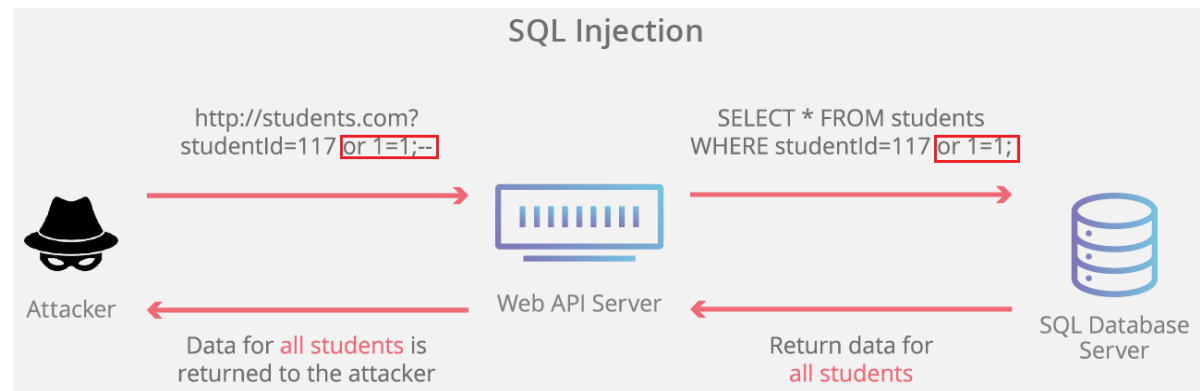 SQL Injection
http://students.com?
studentId=117 or 1=1;--
SELECT * FROM students
WHERE studentId=117 or 1=1;
Attacker
Web API Server
SQL Database
Server
Data for all students is
returned to the attacker
Return data for
all students